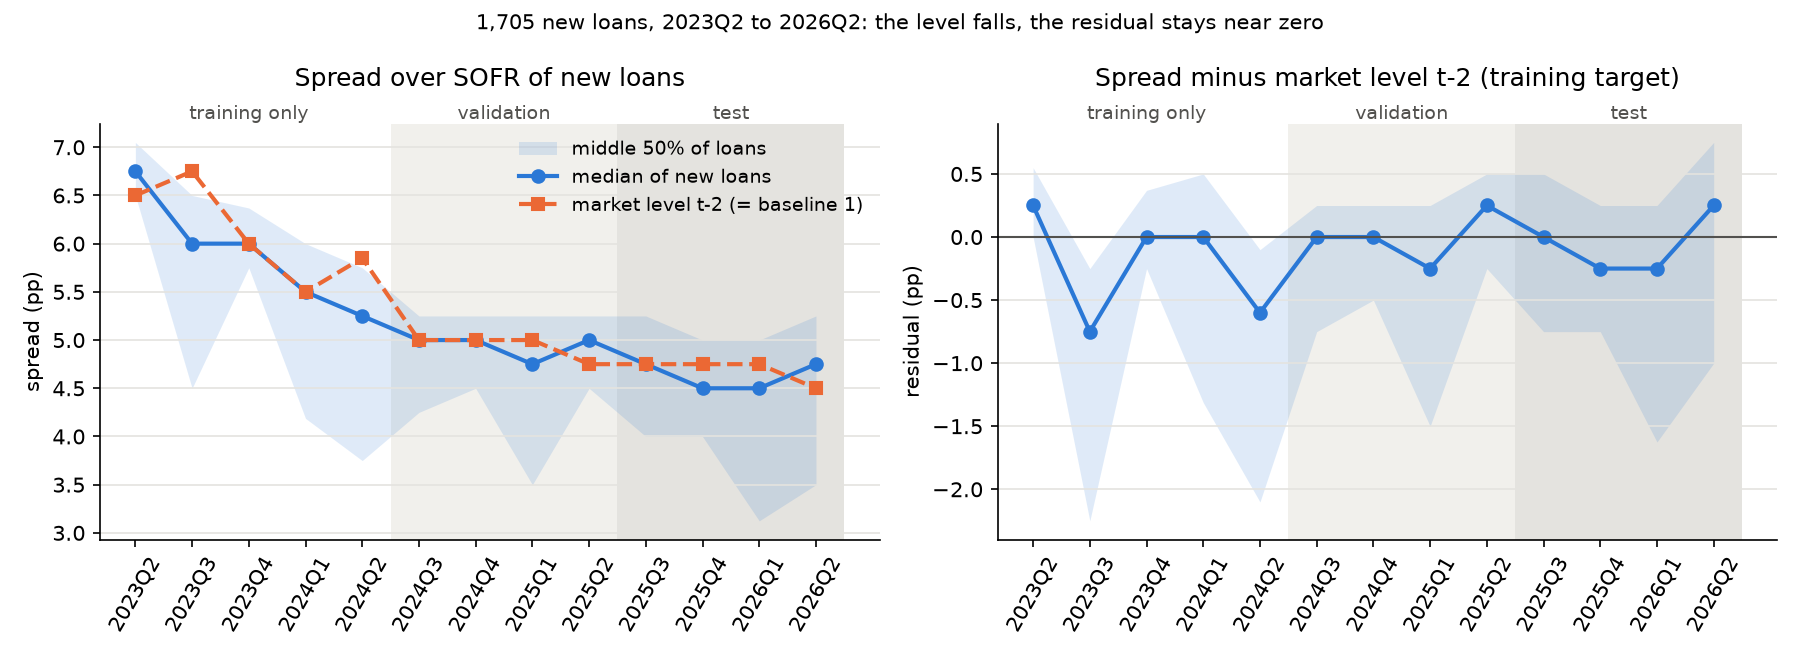 1,705 new loans, 2023Q2 to 2026Q2: the level falls, the residual stays near zero
Spread over SOFR of new loans
training only
validation
test
middle 50% of loans
median of new loans
market level t-2 (= baseline 1)
spread (pp)
7.0
6.5
6.0
5.5
5.0
4.5
4.0
3.5
3.0
2023Q2
2023Q3
2023Q4
2024Q1
2024Q2
2024Q3
2024Q4
2025Q1
2025Q2
2025Q3
2025Q4
2026Q1
2026Q2
Spread minus market level t-2 (training target)
training only
validation
test
residual (pp)
0.5
0.0
−0.5
−1.0
−1.5
−2.0
2023Q2
2023Q3
2023Q4
2024Q1
2024Q2
2024Q3
2024Q4
2025Q1
2025Q2
2025Q3
2025Q4
2026Q1
2026Q2